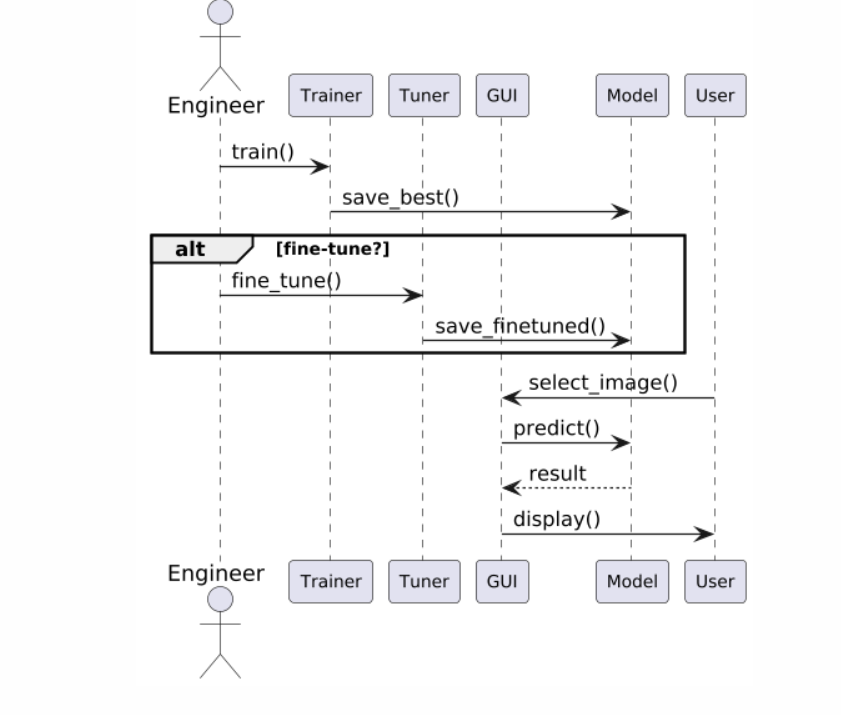 Engineer Trainer Tuner GUI Model User
train()
save_best()
alt [fine-tune?]
fine_tune()
save_finetuned()
select_image()
predict()
result
display()
Engineer Trainer Tuner GUI Model User